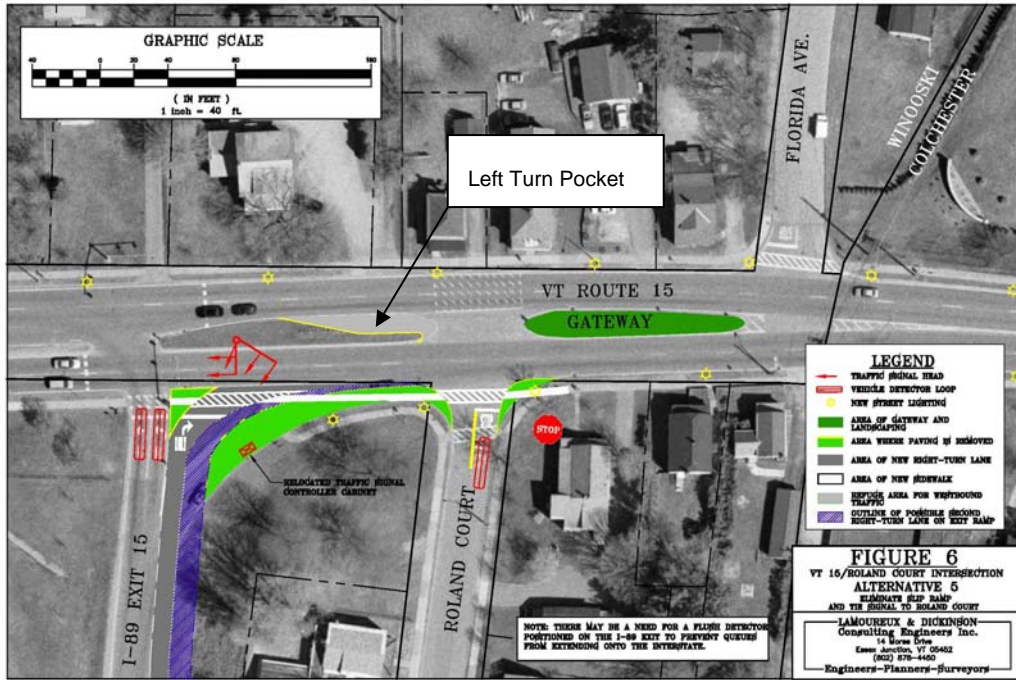 GRAPHIC SCALE
40 0 20 40 80 160
( IN FEET )
1 inch = 40 ft.
Left Turn Pocket
FLORIDA AVE.
WINOOSKI
COLCHESTER
VT ROUTE 15
GATEWAY
STOP
RELOCATED TRAFFIC SIGNAL
CONTROLLER CABINET
I-89 EXIT 15
ROLAND COURT
LEGEND
TRAFFIC SIGNAL HEAD
VEHICLE DETECTOR LOOP
NEW STREET LIGHTING
AREA OF GATEWAY AND
LANDSCAPING
AREA WHERE PAVING IS REMOVED
AREA OF NEW RIGHT-TURN LANE
AREA OF NEW SIDEWALK
REFUGE AREA FOR WESTBOUND
TRAFFIC
OUTLINE OF POSSIBLE SECOND
RIGHT-TURN LANE ON EXIT RAMP
NOTE: THERE MAY BE A NEED FOR A FLUSH DETECTOR
POSITIONED ON THE I-89 EXIT TO PREVENT QUEUES
FROM EXTENDING ONTO THE INTERSTATE.
FIGURE 6
VT 15/ROLAND COURT INTERSECTION
ALTERNATIVE 5
ELIMINATE SLIP RAMP
AND TIE SIGNAL TO ROLAND COURT
LAMOUREUX & DICKINSON
Consulting Engineers Inc.
14 Morse Drive
Essex Junction, VT 05452
(802) 878-4450
Engineers-Planners-Surveyors